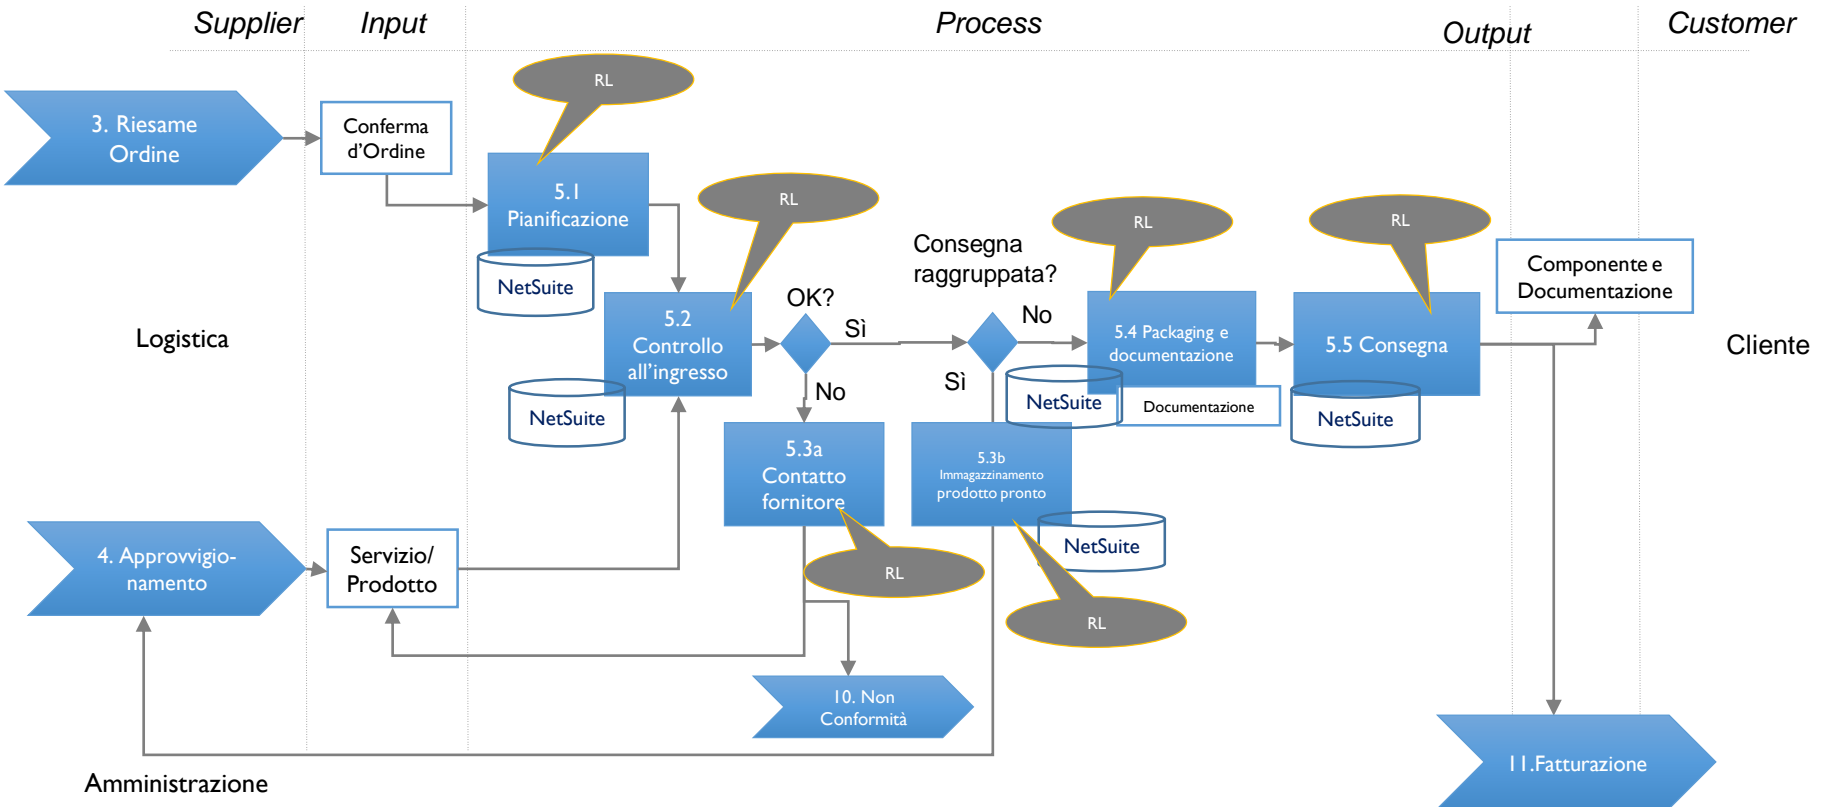 Supplier
Input
Process
Output
Customer
RL
3. Riesame
Ordine
Conferma
d'Ordine
5.1
Pianificazione
NetSuite
RL
RL
RL
Consegna
raggruppata?
Componente e
Documentazione
Logistica
5.2
Controllo
all'ingresso
NetSuite
OK?
Sì
No
No
Sì
5.4 Packaging e
documentazione
NetSuite
Documentazione
5.5 Consegna
NetSuite
Cliente
5.3a
Contatto
fornitore
5.3b
Immagazzinamento
prodotto pronto
NetSuite
4. Approvvigio-
namento
Servizio/
Prodotto
RL
RL
10. Non
Conformità
11.Fatturazione
Amministrazione